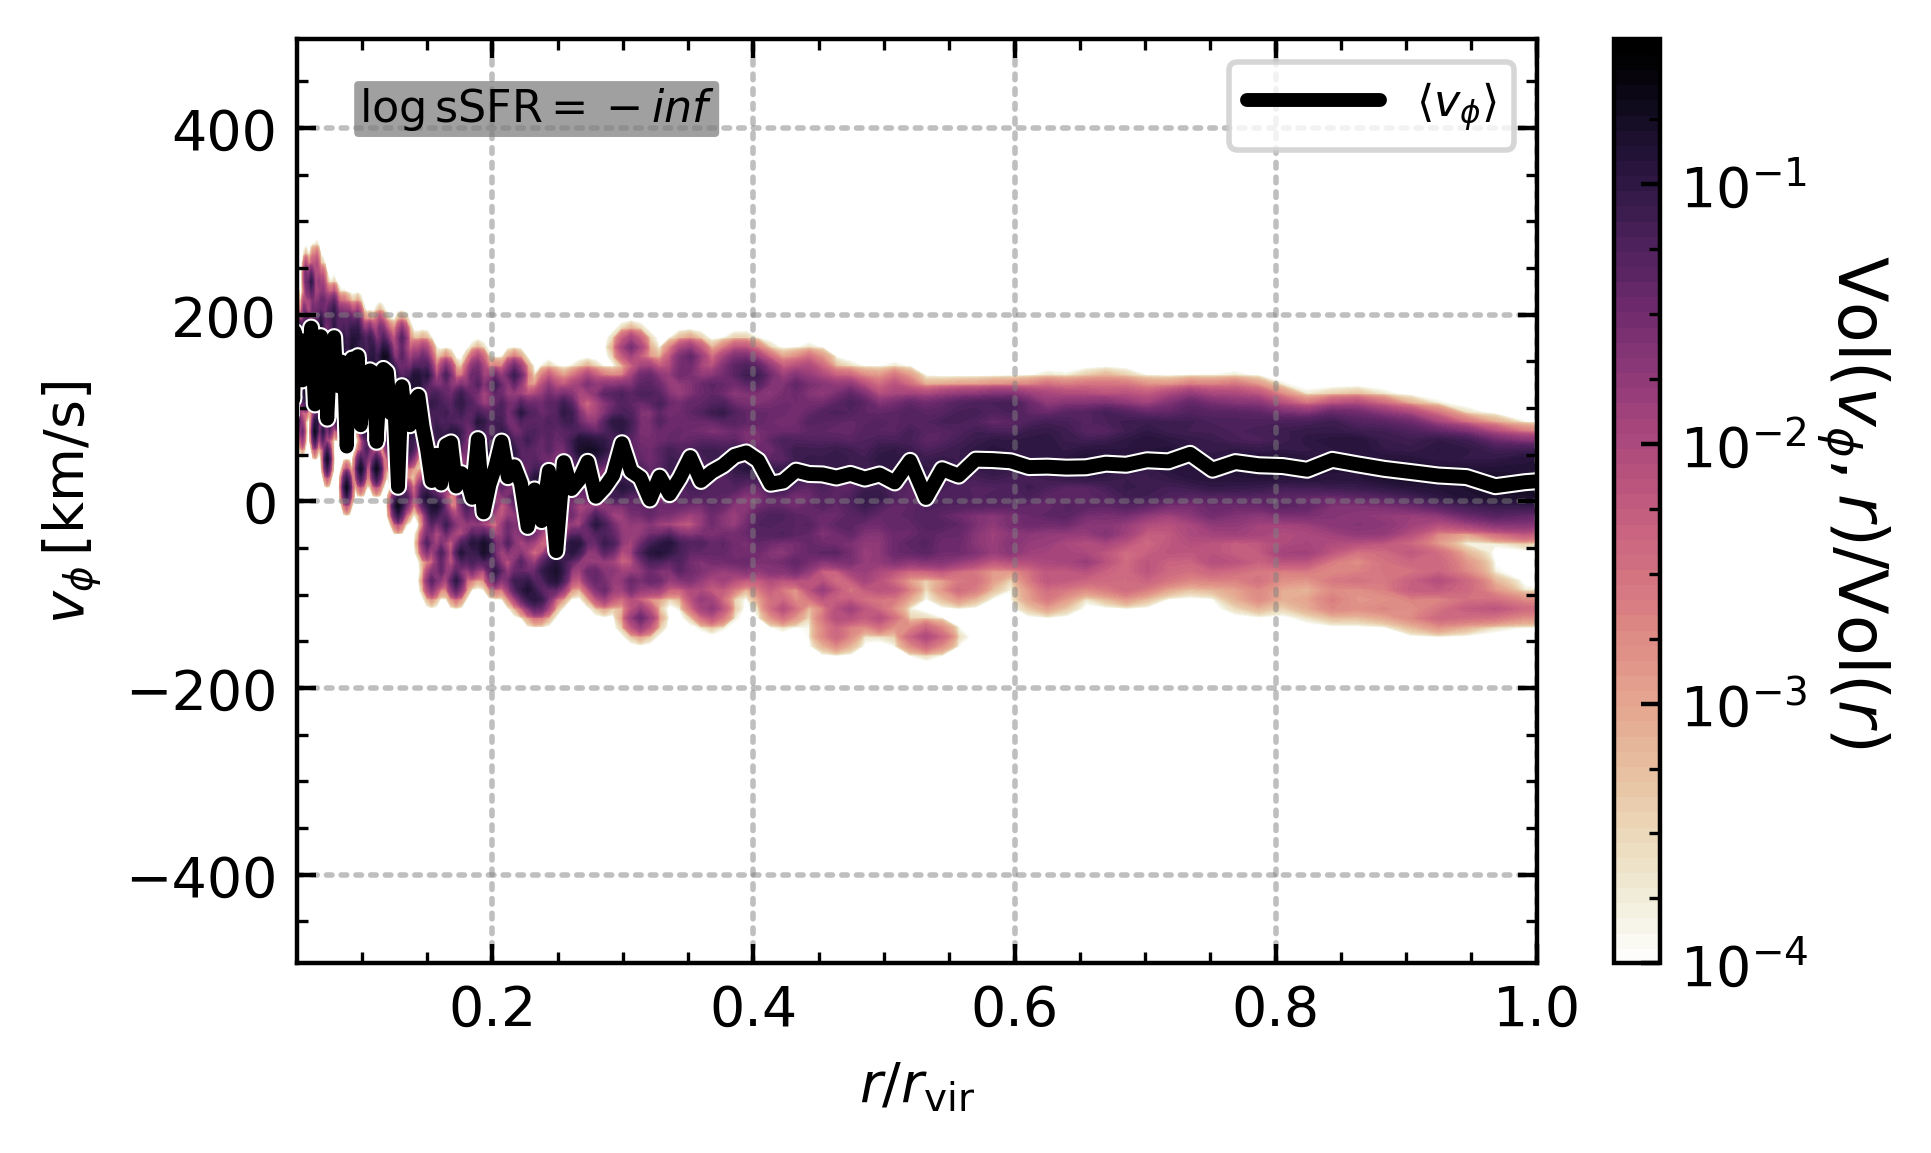 log sSFR = −inf
⟨v_ϕ⟩
400
200
0
−200
−400
v_ϕ [km/s]
0.2
0.4
0.6
0.8
1.0
r/r_vir
10⁻¹
10⁻²
10⁻³
10⁻⁴
Vol(v_ϕ, r)/Vol(r)